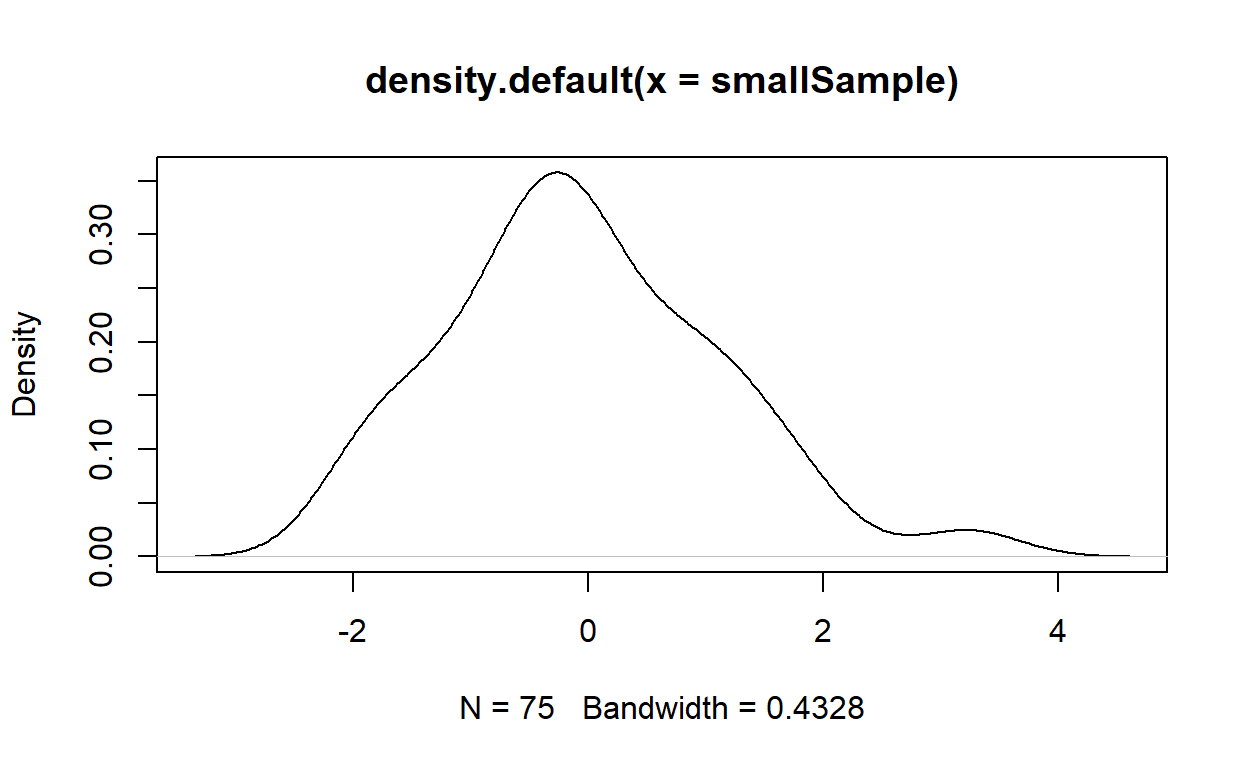 density.default(x = smallSample)
Density
0.30
0.20
0.10
0.00
-2 0 2 4
N = 75 Bandwidth = 0.4328